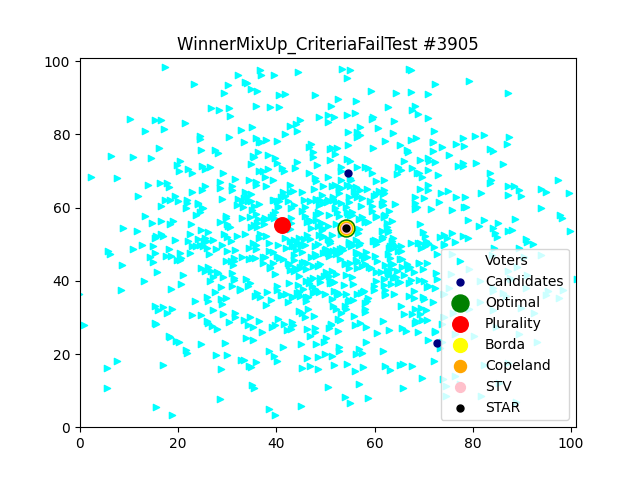 WinnerMixUp_CriteriaFailTest #3905
100
80
60
40
20
0
0 20 40 60 80 100
Voters
Candidates
Optimal
Plurality
Borda
Copeland
STV
STAR